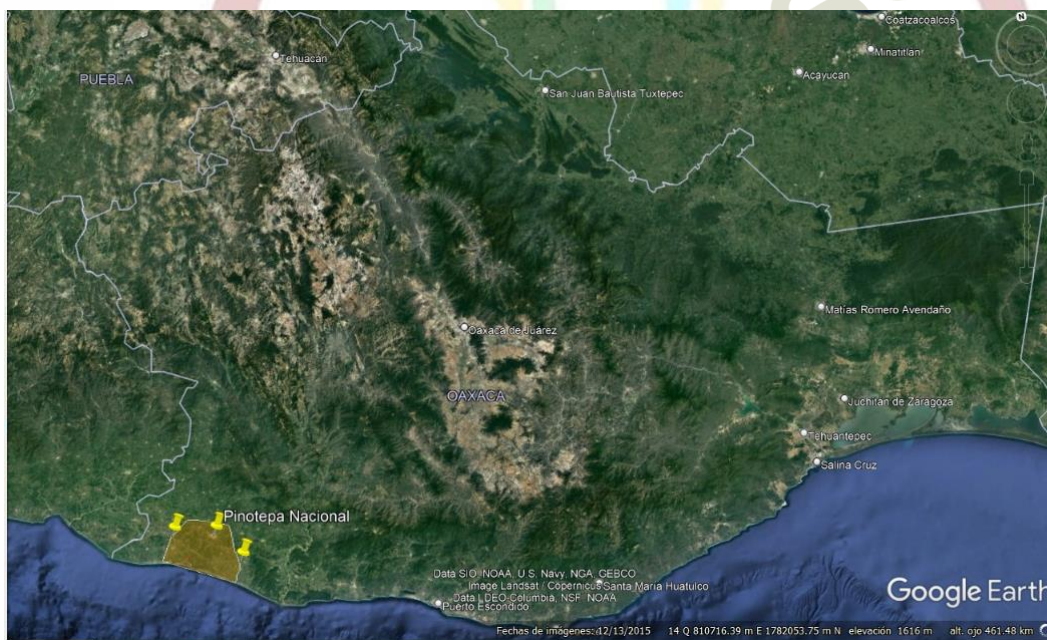 Coatzacoalcos
N
Minatitlán
Tehuacán
Acayucan
PUEBLA
San Juan Bautista Tuxtepec
Matías Romero Avendaño
Oaxaca de Juárez
OAXACA
Juchitán de Zaragoza
Tehuantepec
Salina Cruz
Pinotepa Nacional
Data SIO, NOAA, U.S. Navy, NGA, GEBCO
Image Landsat / Copernicus
Santa María Huatulco
Data LDEO-Columbia, NSF, NOAA
Puerto Escondido
Google Earth
Fechas de imágenes: 12/13/2015 14 Q 810716.39 m E 1782053.75 m N elevación 1616 m alt. ojo 461.48 km